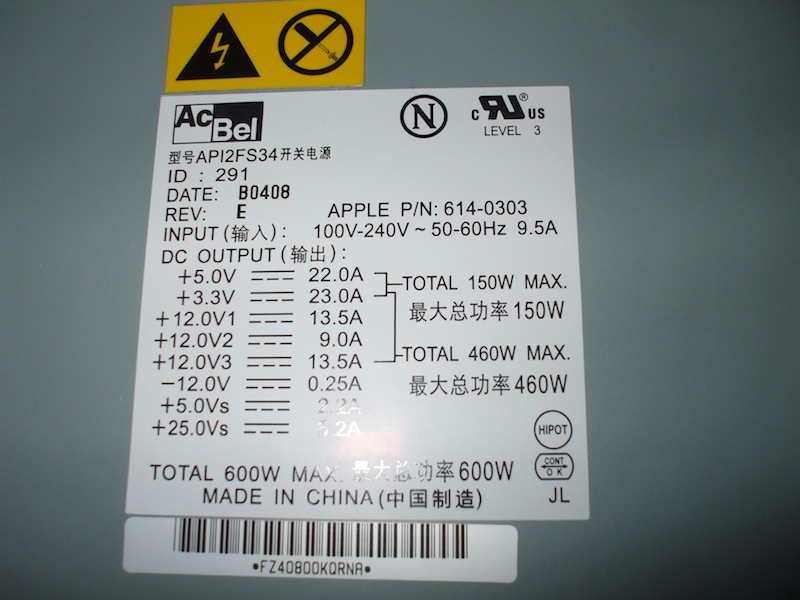 AcBel
N
c RU® US
LEVEL 3
型号API2FS34开关电源
ID : 291
DATE: B0408
REV: E APPLE P/N: 614-0303
INPUT (输入): 100V-240V ~ 50-60Hz 9.5A
DC OUTPUT (输出):
+5.0V 22.0A
+3.3V 23.0A
TOTAL 150W MAX.
最大总功率150W
+12.0V1 13.5A
+12.0V2 9.0A
+12.0V3 13.5A
TOTAL 460W MAX.
最大总功率460W
-12.0V 0.25A
+5.0Vs 2.2A
+25.0Vs 5.2A
HIPOT
CONT
OK
TOTAL 600W MAX. 最大总功率600W
MADE IN CHINA (中国制造)
JL
*FZ40800KQRNA*